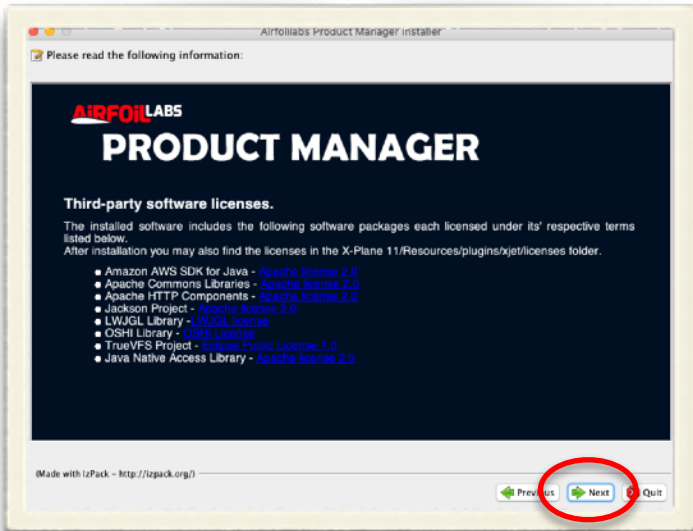 Airfoillabs Product Manager Installer
Please read the following information:
AIRFOILLABS
PRODUCT MANAGER
Third-party software licenses.
The installed software includes the following software packages each licensed under its' respective terms
listed below.
After installation you may also find the licenses in the X-Plane 11/Resources/plugins/xjet/licenses folder.
Amazon AWS SDK for Java - Apache license 2.0
Apache Commons Libraries - Apache license 2.0
Apache HTTP Components - Apache license 2.0
Jackson Project - Apache license 2.0
LWJGL Library -LWJGL license
OSHI Library - OSHI License
TrueVFS Project - Eclipse Public License 1.0
Java Native Access Library - Apache license 2.0
(Made with IzPack - http://izpack.org/)
Previous Next Quit